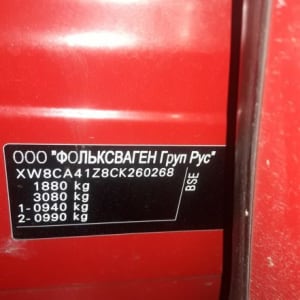 ООО "ФОЛЬКСВАГЕН Груп Рус"
XW8CA41Z8CK260268
1880 kg
3080 kg
1-0940 kg
2-0990 kg
BSE